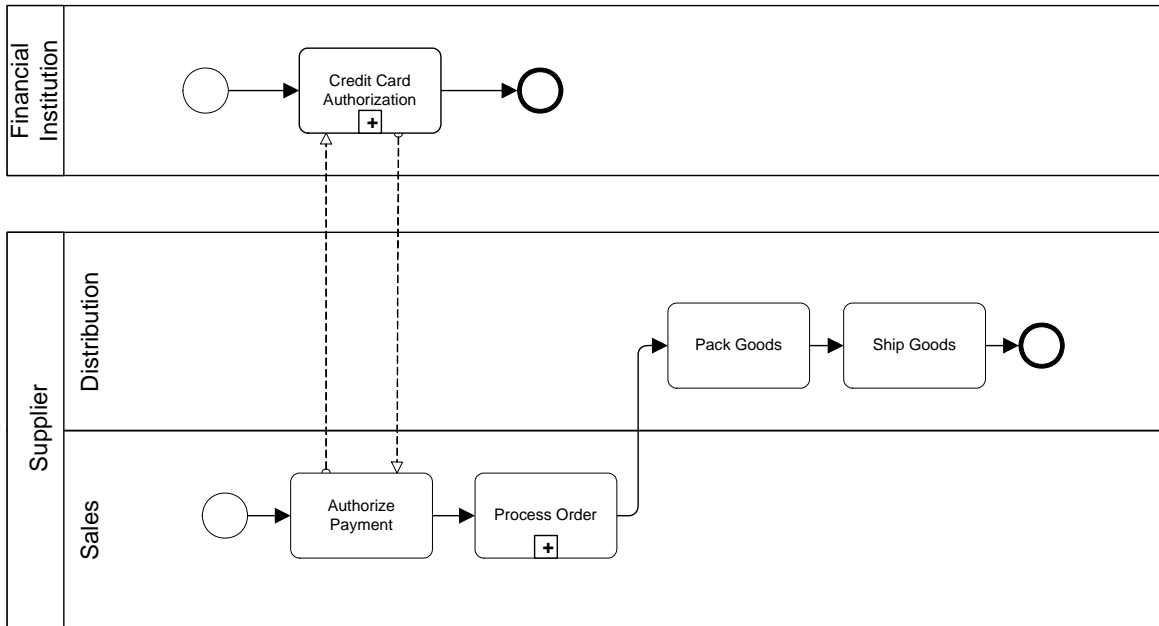 Financial
Institution
Credit Card
Authorization
+
Supplier
Distribution
Pack Goods
Ship Goods
Sales
Authorize
Payment
Process Order
+